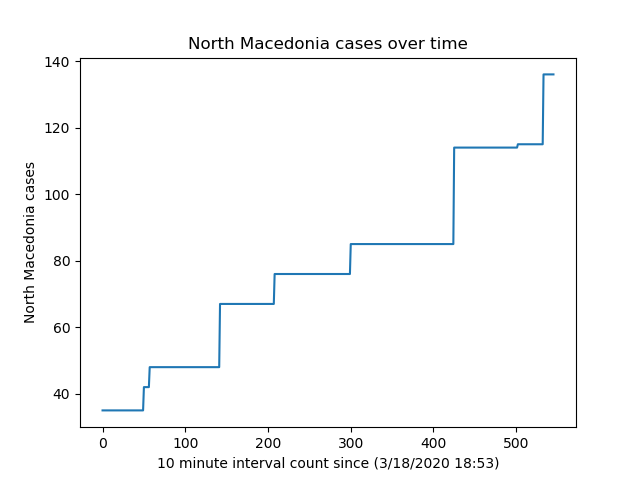 North Macedonia cases over time
140
120
100
80
60
40
North Macedonia cases
0 100 200 300 400 500
10 minute interval count since (3/18/2020 18:53)